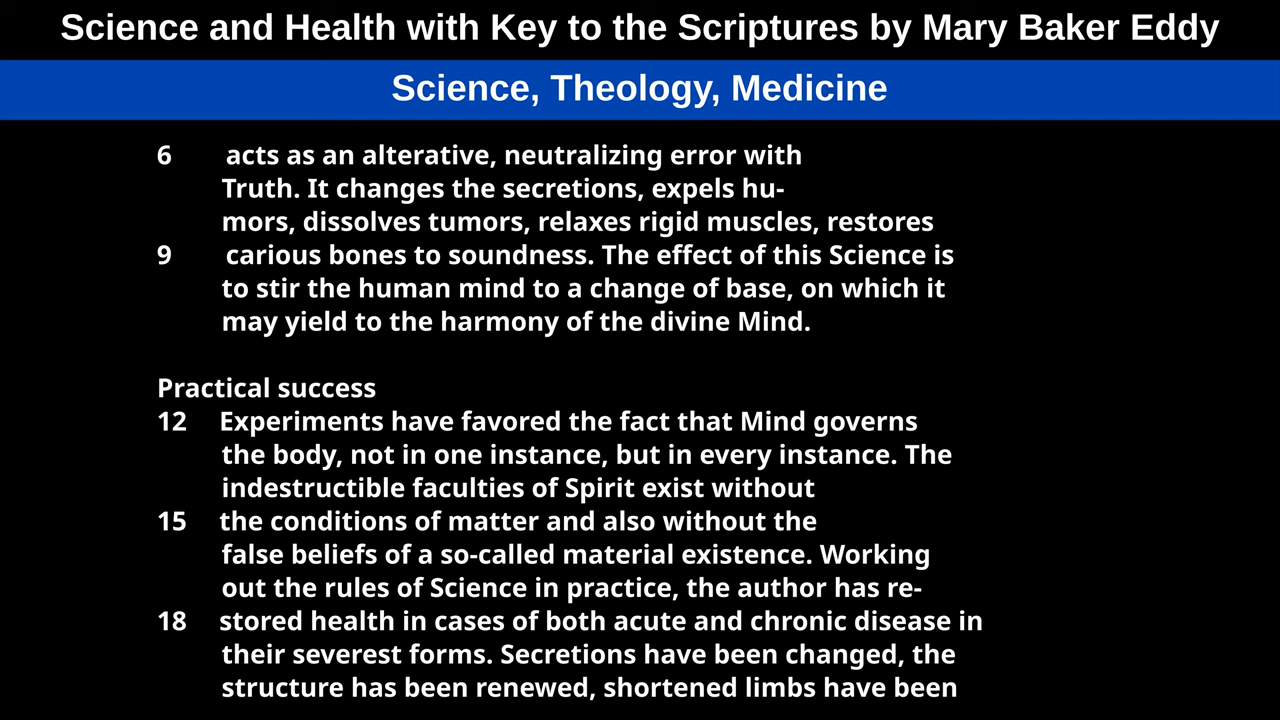 Science and Health with Key to the Scriptures by Mary Baker Eddy
Science, Theology, Medicine
6 acts as an alterative, neutralizing error with
Truth. It changes the secretions, expels hu-
mors, dissolves tumors, relaxes rigid muscles, restores
9 carious bones to soundness. The effect of this Science is
to stir the human mind to a change of base, on which it
may yield to the harmony of the divine Mind.
Practical success
12 Experiments have favored the fact that Mind governs
the body, not in one instance, but in every instance. The
indestructible faculties of Spirit exist without
15 the conditions of matter and also without the
false beliefs of a so-called material existence. Working
out the rules of Science in practice, the author has re-
18 stored health in cases of both acute and chronic disease in
their severest forms. Secretions have been changed, the
structure has been renewed, shortened limbs have been